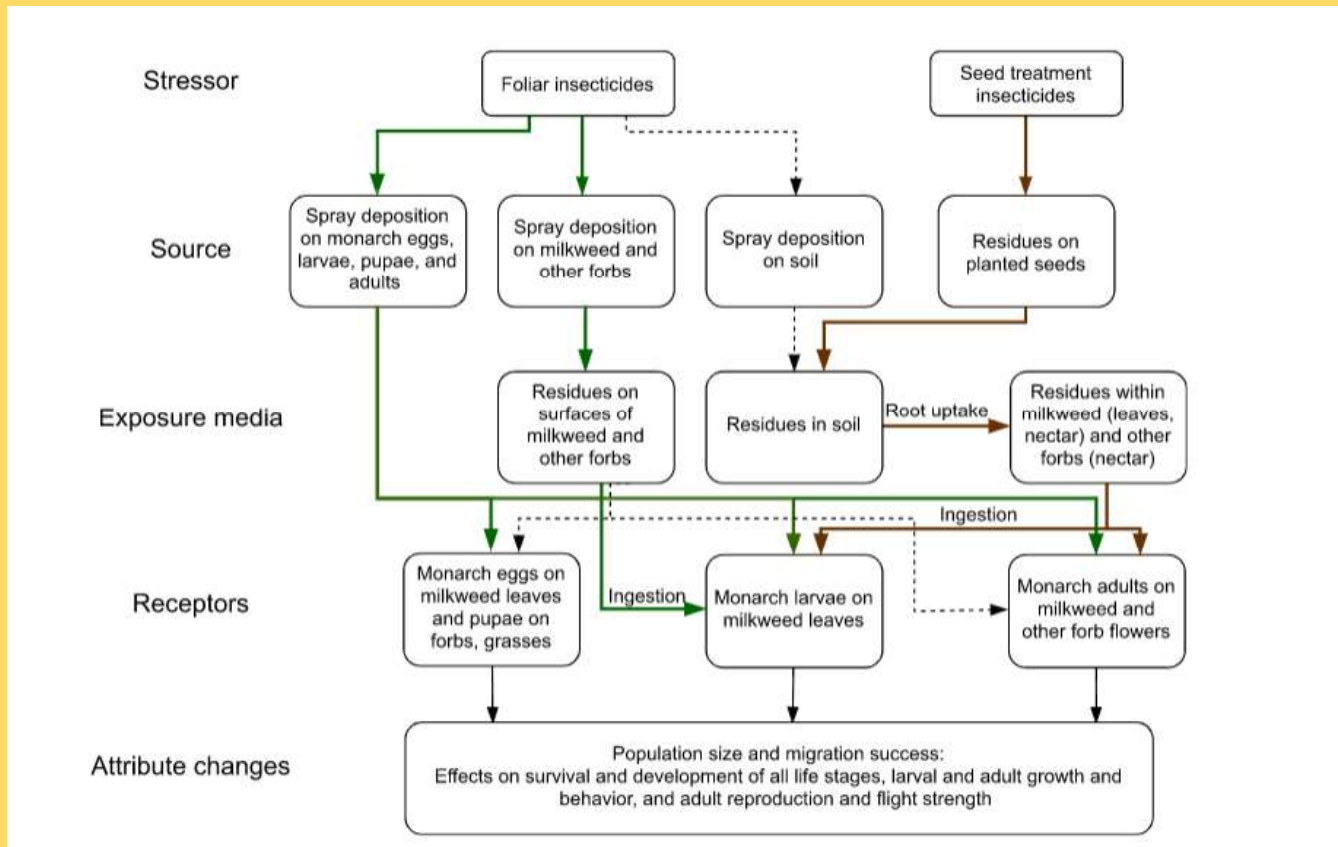 Stressor
Foliar insecticides
Seed treatment
insecticides
Source
Spray deposition
on monarch eggs,
larvae, pupae, and
adults
Spray deposition
on milkweed and
other forbs
Spray deposition
on soil
Residues on
planted seeds
Exposure media
Residues on
surfaces of
milkweed and
other forbs
Residues in soil
Root uptake
Residues within
milkweed (leaves,
nectar) and other
forbs (nectar)
Ingestion
Receptors
Monarch eggs on
milkweed leaves
and pupae on
forbs, grasses
Ingestion
Monarch larvae on
milkweed leaves
Monarch adults on
milkweed and
other forb flowers
Attribute changes
Population size and migration success:
Effects on survival and development of all life stages, larval and adult growth and
behavior, and adult reproduction and flight strength